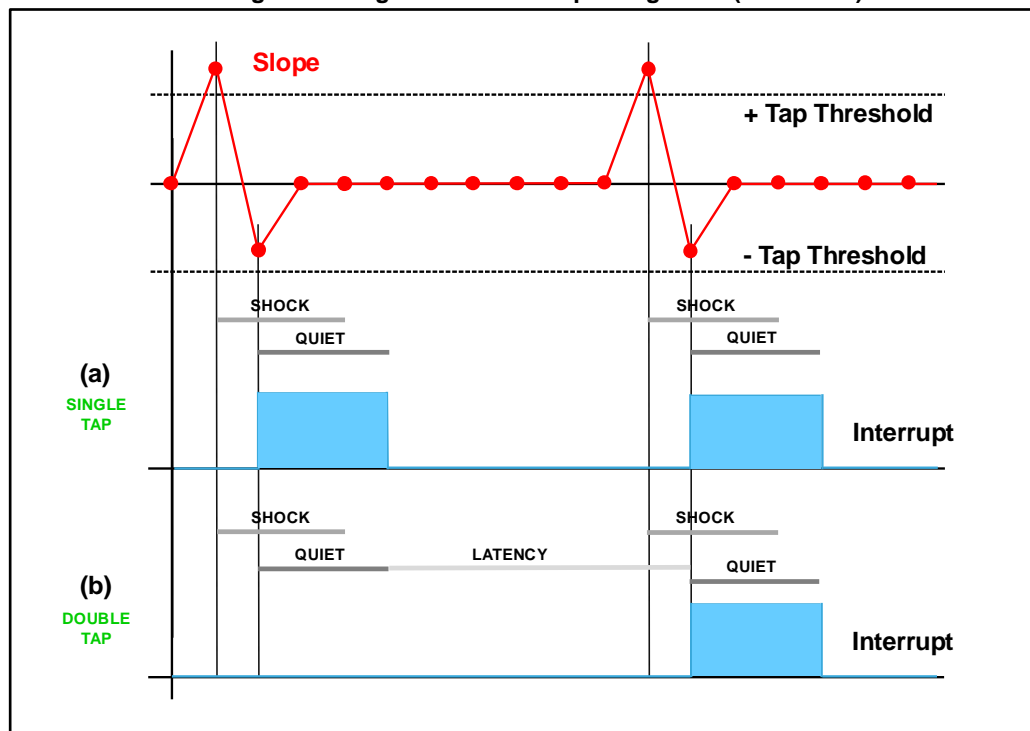 Slope
+ Tap Threshold
- Tap Threshold
SHOCK
SHOCK
QUIET
QUIET
(a)
SINGLE
TAP
Interrupt
SHOCK
SHOCK
QUIET
LATENCY
QUIET
(b)
DOUBLE
TAP
Interrupt